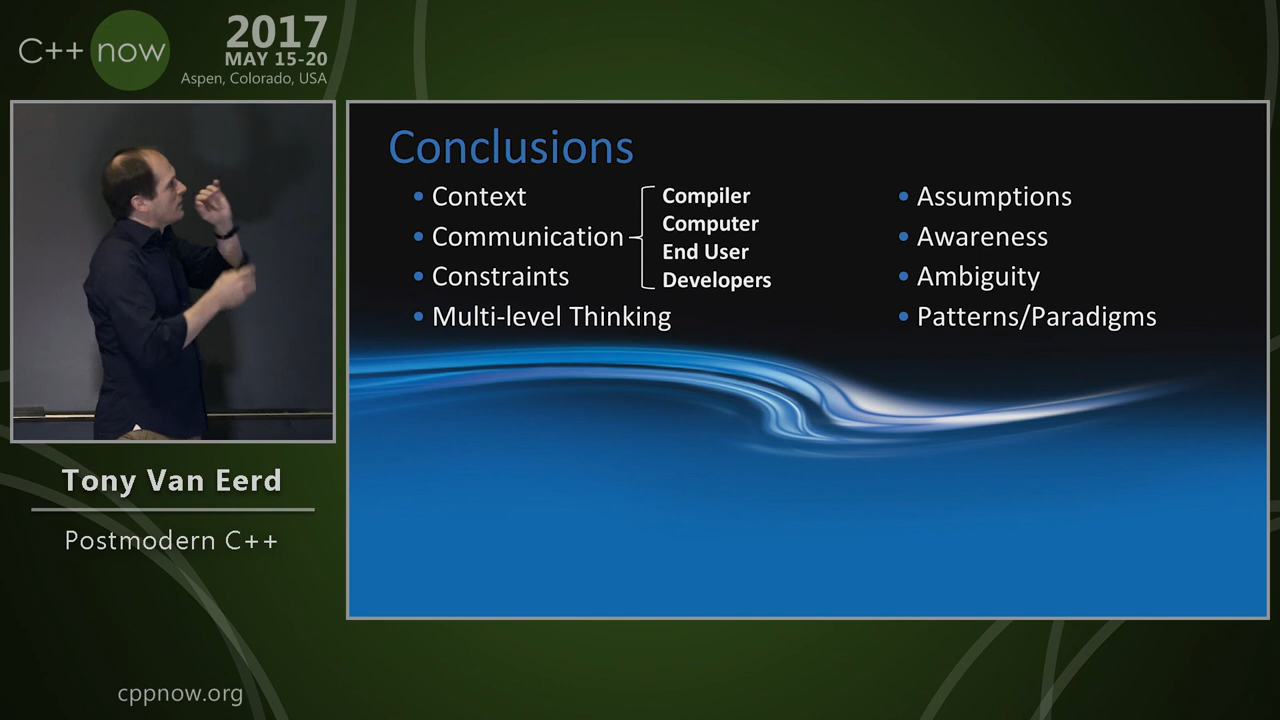 C++ now
2017
MAY 15-20
Aspen, Colorado, USA
Tony Van Eerd
Postmodern C++
cppnow.org
Conclusions
• Context
• Communication
• Constraints
• Multi-level Thinking
Compiler
Computer
End User
Developers
• Assumptions
• Awareness
• Ambiguity
• Patterns/Paradigms